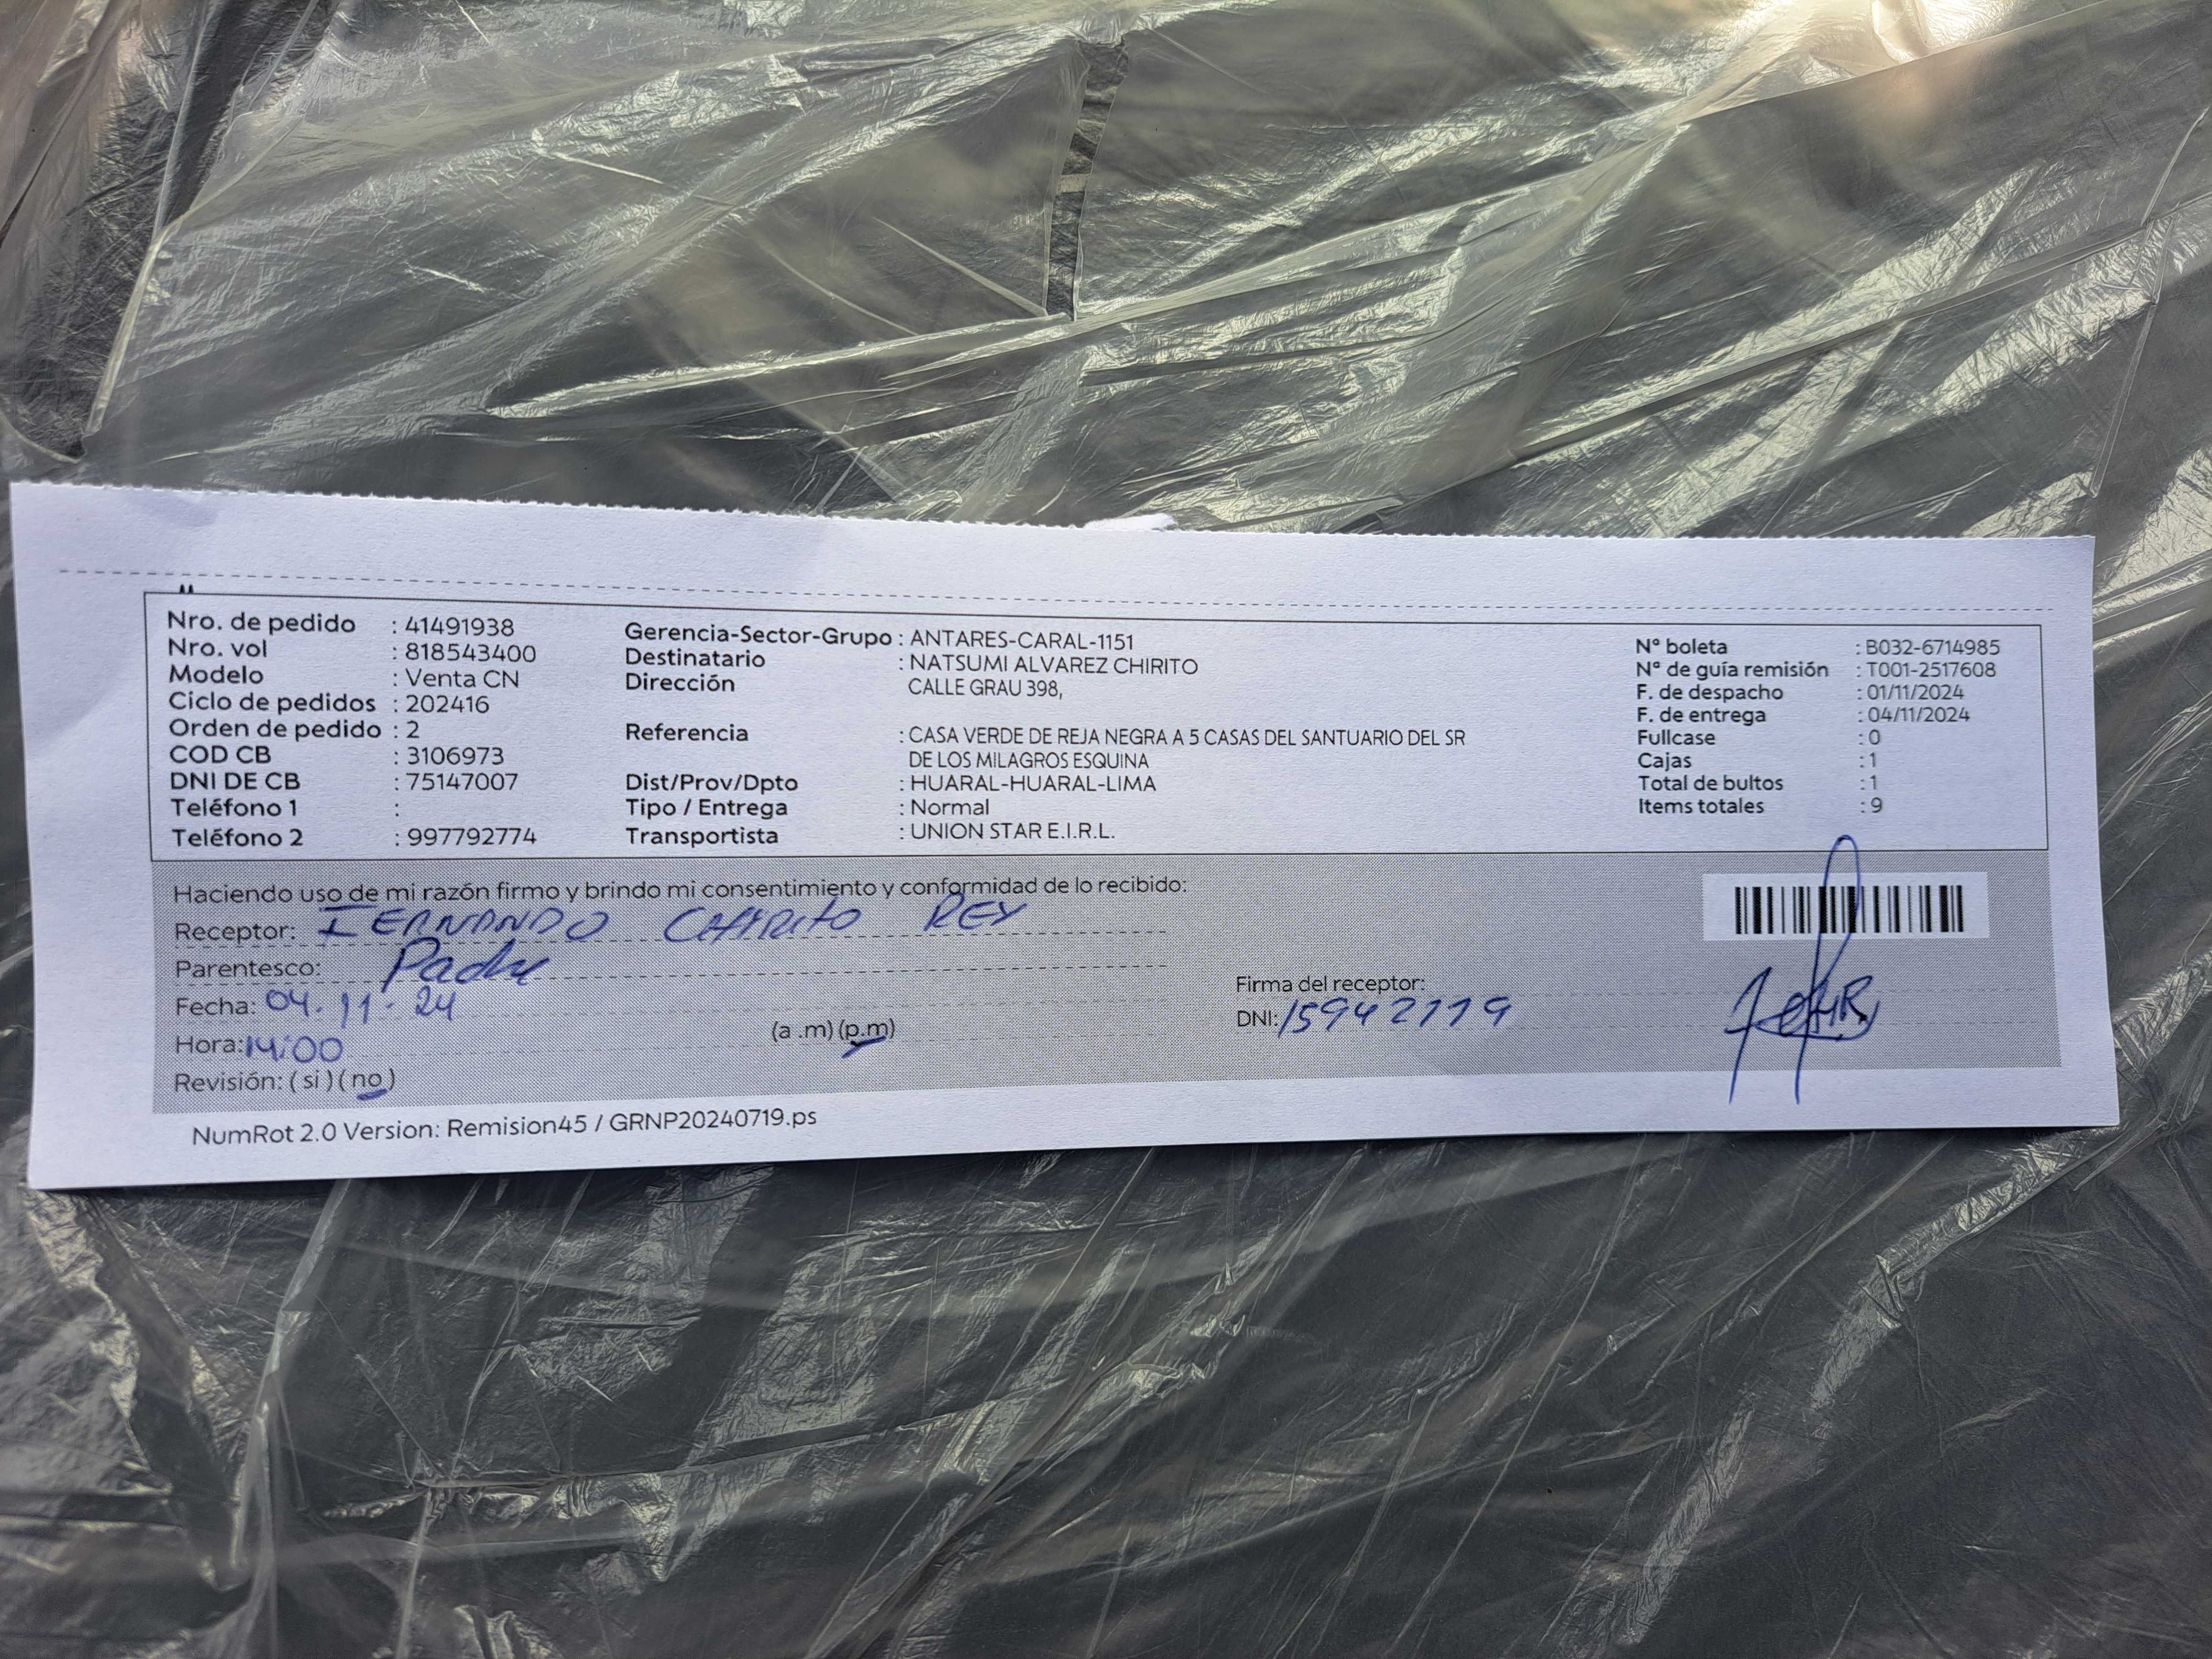 Nro. de pedido : 41491938
Nro. vol : 818543400
Modelo : Venta CN
Ciclo de pedidos : 202416
Orden de pedido : 2
COD CB : 3106973
DNI DE CB : 75147007
Teléfono 1 :
Teléfono 2 : 997792774
Gerencia-Sector-Grupo : ANTARES-CARAL-1151
Destinatario : NATSUMI ALVAREZ CHIRITO
Dirección CALLE GRAU 398,
Referencia : CASA VERDE DE REJA NEGRA A 5 CASAS DEL SANTUARIO DEL SR
DE LOS MILAGROS ESQUINA
Dist/Prov/Dpto : HUARAL-HUARAL-LIMA
Tipo / Entrega : Normal
Transportista : UNION STAR E.I.R.L.
N° boleta : B032-6714985
N° de guía remisión : T001-2517608
F. de despacho : 01/11/2024
F. de entrega : 04/11/2024
Fullcase : 0
Cajas : 1
Total de bultos : 1
Items totales : 9
Haciendo uso de mi razón firmo y brindo mi consentimiento y conformidad de lo recibido:
Receptor: FERNANDO REY
Parentesco: Padre
Fecha: 04.11.24
Hora: 14:00 (a .m) (p.m)
Revisión: ( si ) ( no )
Firma del receptor:
DNI: 15942119
NumRot 2.0 Version: Remision45 / GRNP20240719.ps